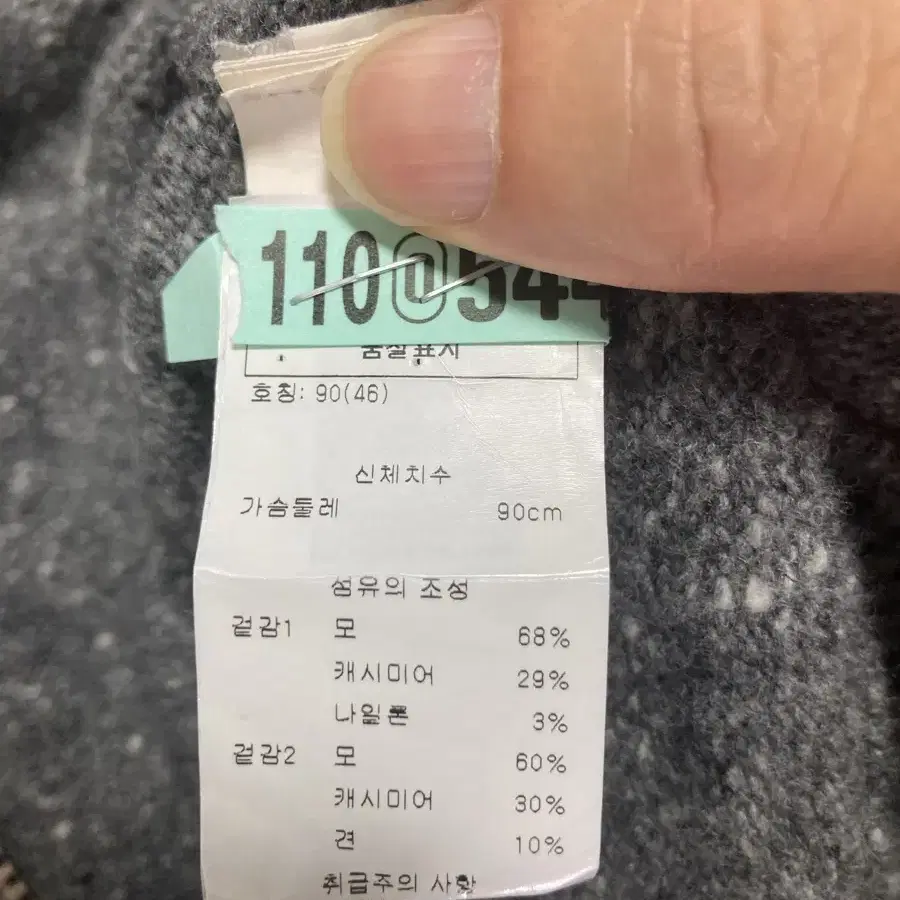 110@544
품질표시
호칭: 90(46)
신체치수
가슴둘레 90cm
섬유의 조성
겉감1 모 68%
캐시미어 29%
나일론 3%
겉감2 모 60%
캐시미어 30%
견 10%
취급주의 사항